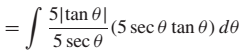 = ∫ 5|tan θ| / 5 sec θ (5 sec θ tan θ) dθ